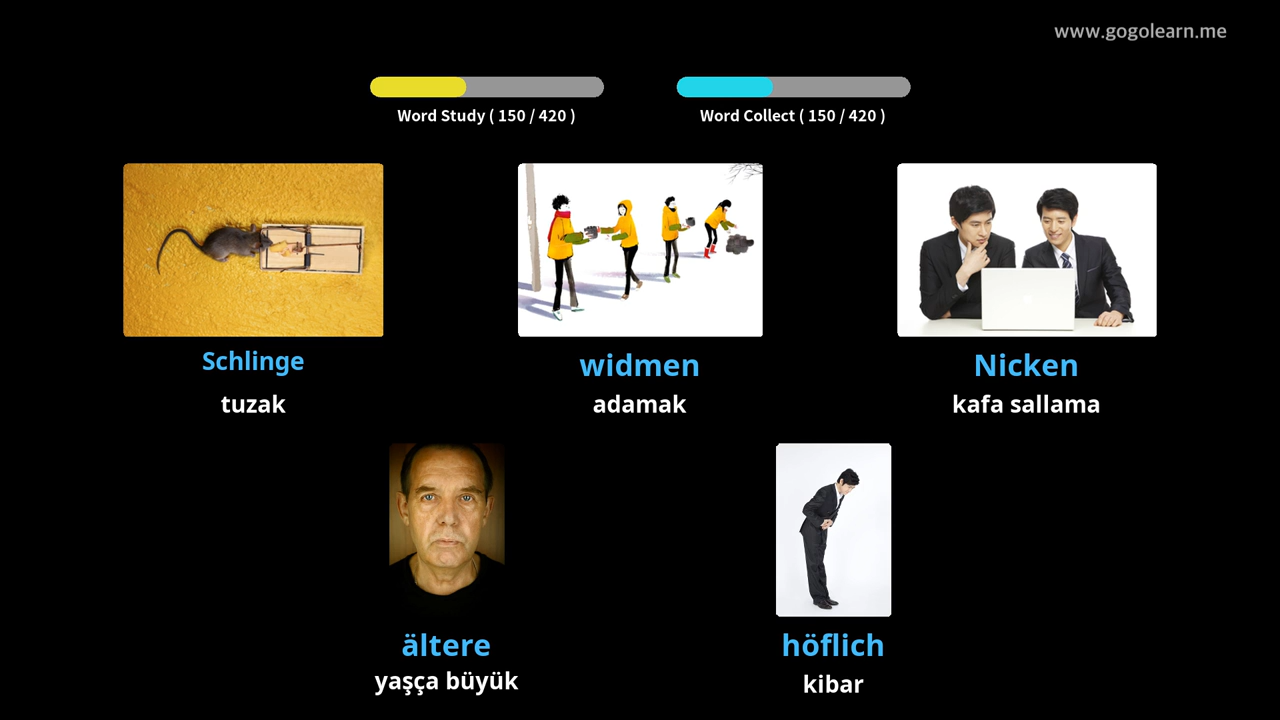 www.gogolearn.me
Word Study ( 150 / 420 )
Word Collect ( 150 / 420 )
Schlinge
widmen
Nicken
tuzak
adamak
kafa sallama
ältere
höflich
yaşça büyük
kibar